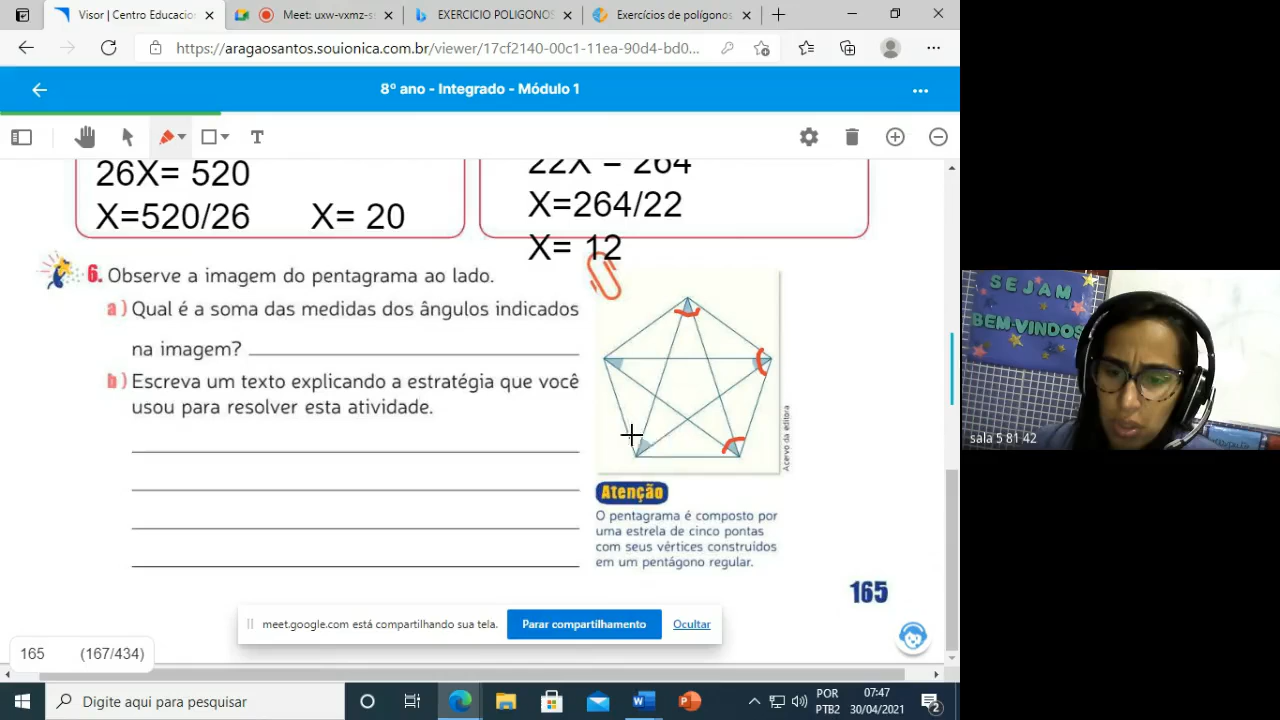 Visor | Centro Educacion
Meet: uxw-vxmz-s
EXERCICIO POLIGONOS
Exercícios de polígonos
https://aragaosantos.souionica.com.br/viewer/17cf2140-00c1-11ea-90d4-bd0...
8º ano - Integrado - Módulo 1
T
26X= 520
X=520/26 X= 20
22X = 264
X=264/22
X= 12
6. Observe a imagem do pentagrama ao lado.
a) Qual é a soma das medidas dos ângulos indicados
na imagem?
b) Escreva um texto explicando a estratégia que você
usou para resolver esta atividade.
Acervo da editora
Atenção
O pentagrama é composto por
uma estrela de cinco pontas
com seus vértices construídos
em um pentágono regular.
165
meet.google.com está compartilhando sua tela.
Parar compartilhamento
Ocultar
165 (167/434)
Digite aqui para pesquisar
POR
PTB2
07:47
30/04/2021
2
SEJAM
BEM-VINDOS
sala 5 81 42